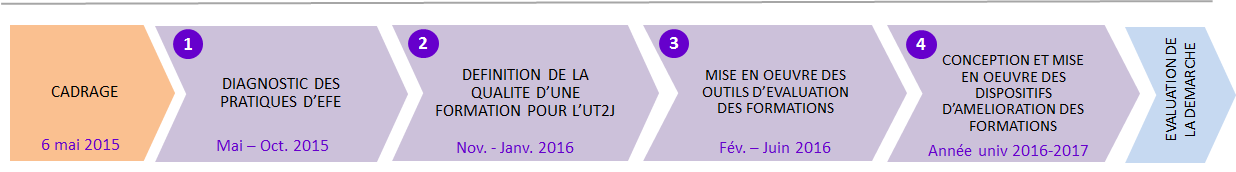 CADRAGE
6 mai 2015
1
DIAGNOSTIC DES
PRATIQUES D’EFE
Mai – Oct. 2015
2
DEFINITION DE LA
QUALITE D’UNE
FORMATION POUR L’UT2J
Nov. - Janv. 2016
3
MISE EN OEUVRE DES
OUTILS D’EVALUATION
DES FORMATIONS
Fév. – Juin 2016
4
CONCEPTION ET MISE
EN OEUVRE DES
DISPOSITIFS
D’AMELIORATION DES
FORMATIONS
Année univ 2016-2017
EVALUATION DE
LA DEMARCHE